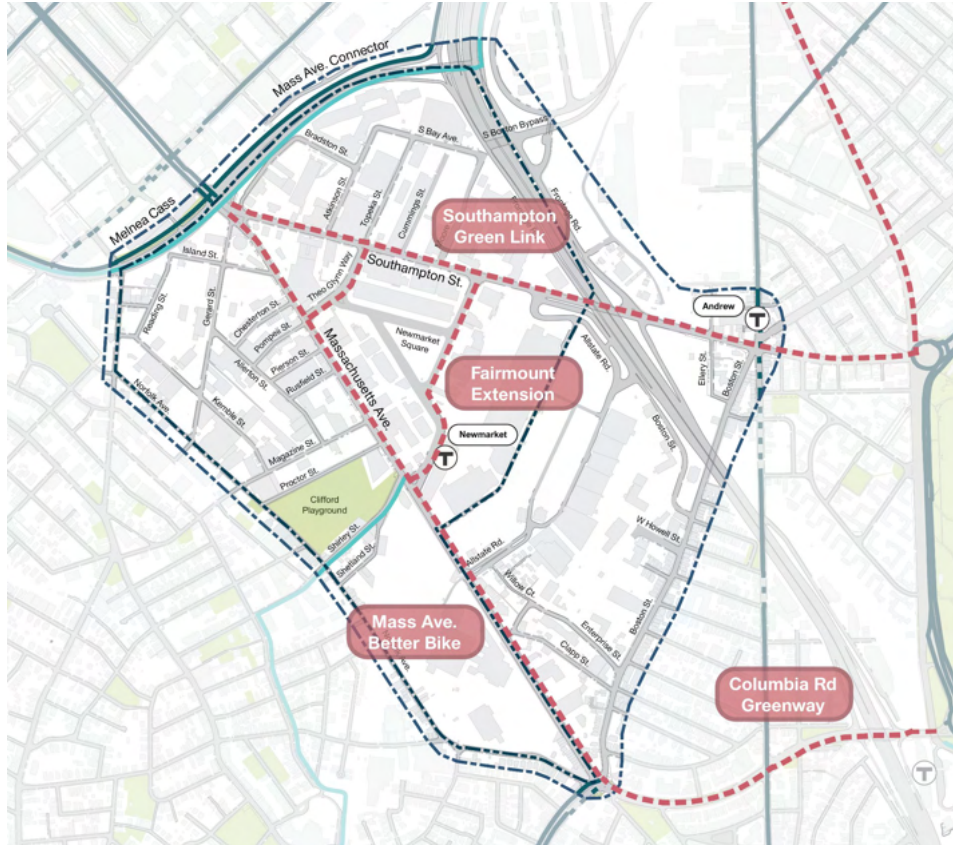 Mass Ave. Connector
S Bay Ave.
S Boston Bypass
Bradston St.
Atkinson St.
Topeka St.
Cummings St.
Frontage Rd.
Melnea Cass
Southampton
Green Link
Island St.
Theo Glynn Way
Southampton St.
Reading St.
Gerard St.
Chesterton St.
Pompeii St.
Pierson St.
Allerton St.
Rusfield St.
Kemble St.
Massachusetts Ave.
Newmarket
Square
Andrew
T
Allstate Rd.
Ellery St.
Boston St.
Fairmount
Extension
Norfolk Ave.
Magazine St.
Proctor St.
Newmarket
T
Boston St.
Clifford
Playground
Shirley St.
Shetland St.
Allstate Rd.
W Howell St.
Willow Ct.
Enterprise St.
Clapp St.
Boston St.
Mass Ave.
Better Bike
Ave.
Columbia Rd
Greenway
T